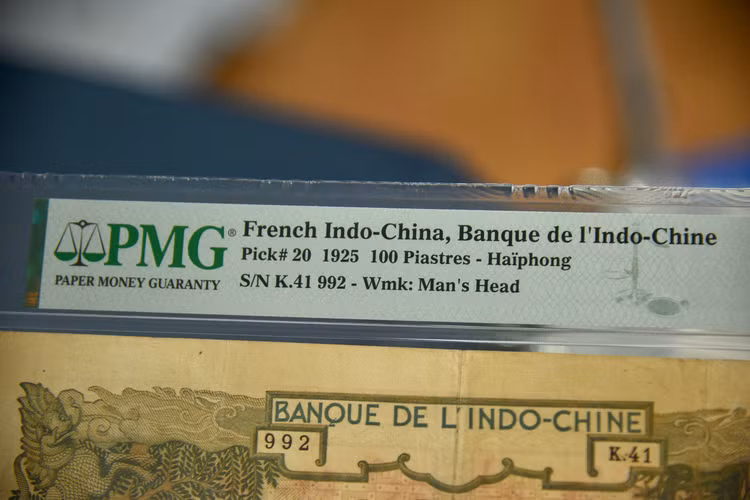 PMG®
PAPER MONEY GUARANTY
French Indo-China, Banque de l'Indo-Chine
Pick# 20 1925 100 Piastres - Haïphong
S/N K.41 992 - Wmk: Man's Head
BANQUE DE L'INDO-CHINE
992
K.41